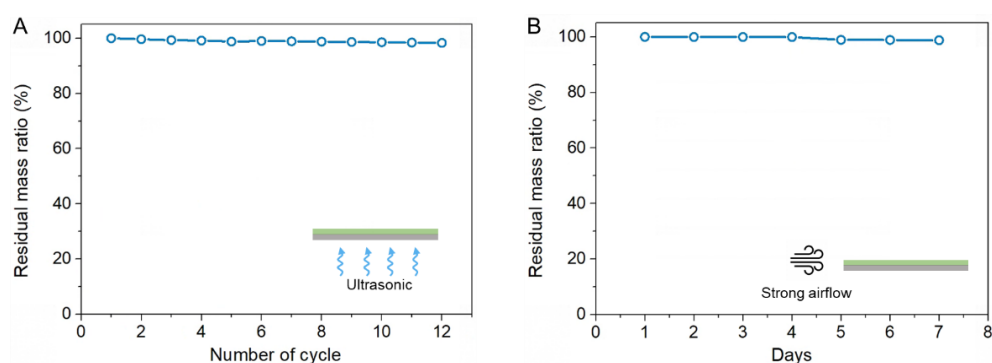 A
Residual mass ratio (%)
100
80
60
40
20
0
Ultrasonic
0 2 4 6 8 10 12
Number of cycle
B
Residual mass ratio (%)
100
80
60
40
20
0
Strong airflow
0 1 2 3 4 5 6 7 8
Days